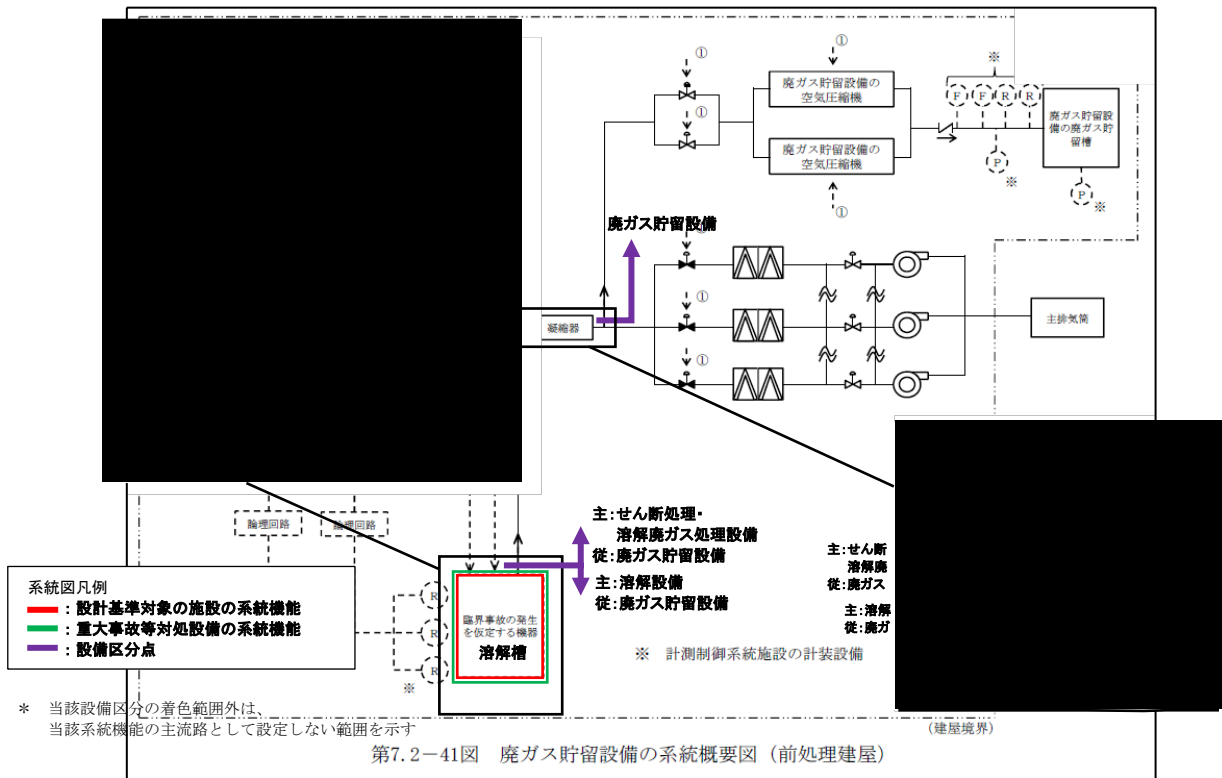 ①
①
※
廃ガス貯留設備の
空気圧縮機
F
F
R
R
①
廃ガス貯留設
備の廃ガス貯
留槽
廃ガス貯留設備の
空気圧縮機
P
※
P
※
①
廃ガス貯留設備
①
凝縮器
主排気筒
①
論理回路
論理回路
主：せん断処理・
溶解廃ガス処理設備
従：廃ガス貯留設備
主：溶解設備
従：廃ガス貯留設備
主：せん断
溶解廃
従：廃ガス
主：溶解
従：廃ガ
系統図凡例
：設計基準対象の施設の系統機能
：重大事故等対処設備の系統機能
：設備区分点
R
R
R
※
臨界事故の発生
を仮定する機器
溶解槽
※　計測制御系統施設の計装設備
＊　当該設備区分の着色範囲外は、
当該系統機能の主流路として設定しない範囲を示す
（建屋境界）
第7.2－41図　廃ガス貯留設備の系統概要図（前処理建屋）